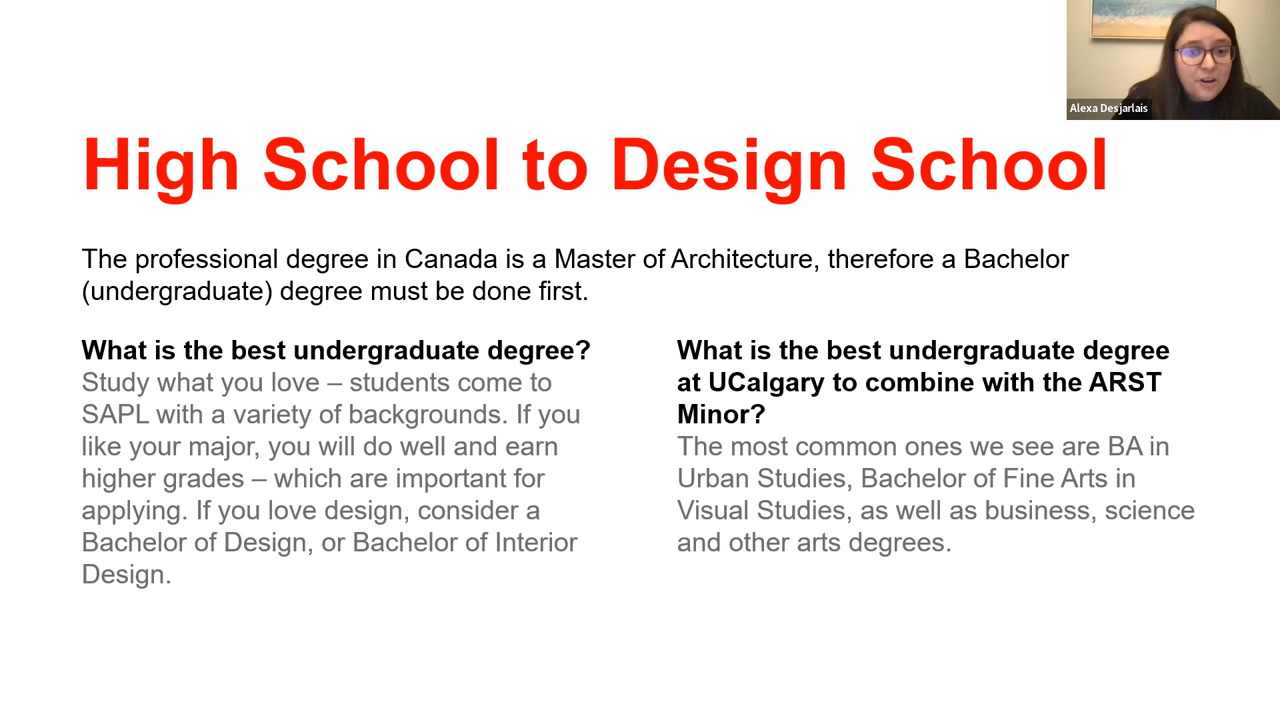 Alexa Desjarlais
High School to Design School
The professional degree in Canada is a Master of Architecture, therefore a Bachelor
(undergraduate) degree must be done first.
What is the best undergraduate degree?
Study what you love – students come to
SAPL with a variety of backgrounds. If you
like your major, you will do well and earn
higher grades – which are important for
applying. If you love design, consider a
Bachelor of Design, or Bachelor of Interior
Design.
What is the best undergraduate degree
at UCalgary to combine with the ARST
Minor?
The most common ones we see are BA in
Urban Studies, Bachelor of Fine Arts in
Visual Studies, as well as business, science
and other arts degrees.